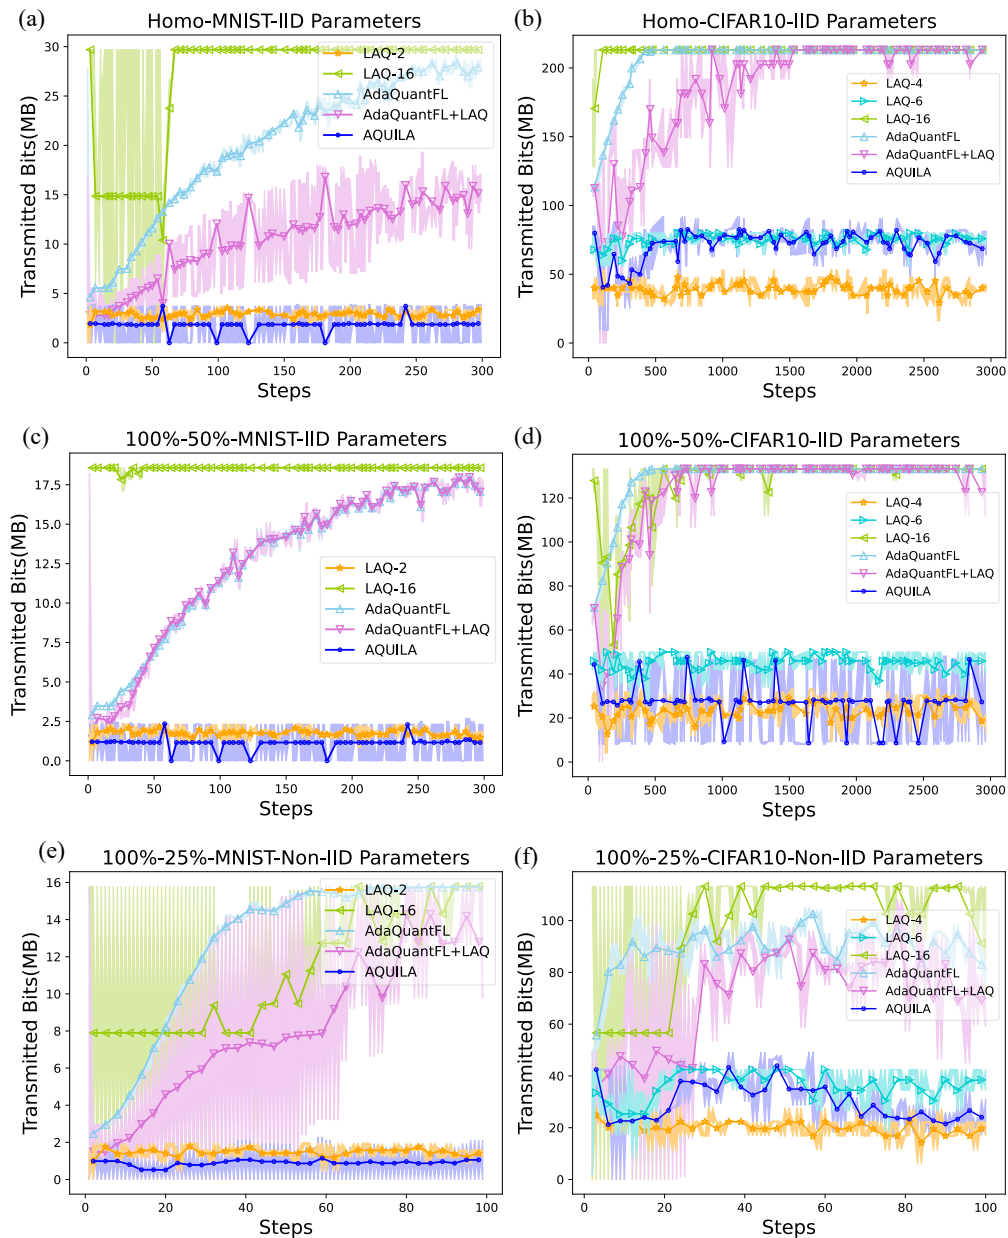 (a)
Homo-MNIST-IID Parameters
Transmitted Bits(MB)
30
25
20
15
10
5
0
LAQ-2
LAQ-16
AdaQuantFL
AdaQuantFL+LAQ
AQUILA
0 50 100 150 200 250 300
Steps
(b)
Homo-CIFAR10-IID Parameters
Transmitted Bits(MB)
200
150
100
50
0
LAQ-4
LAQ-6
LAQ-16
AdaQuantFL
AdaQuantFL+LAQ
AQUILA
0 500 1000 1500 2000 2500 3000
Steps
(c)
100%-50%-MNIST-IID Parameters
Transmitted Bits(MB)
17.5
15.0
12.5
10.0
7.5
5.0
2.5
0.0
LAQ-2
LAQ-16
AdaQuantFL
AdaQuantFL+LAQ
AQUILA
0 50 100 150 200 250 300
Steps
(d)
100%-50%-CIFAR10-IID Parameters
Transmitted Bits(MB)
120
100
80
60
40
20
0
LAQ-4
LAQ-6
LAQ-16
AdaQuantFL
AdaQuantFL+LAQ
AQUILA
0 500 1000 1500 2000 2500 3000
Steps
(e)
100%-25%-MNIST-Non-IID Parameters
Transmitted Bits(MB)
16
14
12
10
8
6
4
2
0
LAQ-2
LAQ-16
AdaQuantFL
AdaQuantFL+LAQ
AQUILA
0 20 40 60 80 100
Steps
(f)
100%-25%-CIFAR10-Non-IID Parameters
Transmitted Bits(MB)
100
80
60
40
20
0
LAQ-4
LAQ-6
LAQ-16
AdaQuantFL
AdaQuantFL+LAQ
AQUILA
0 20 40 60 80 100
Steps